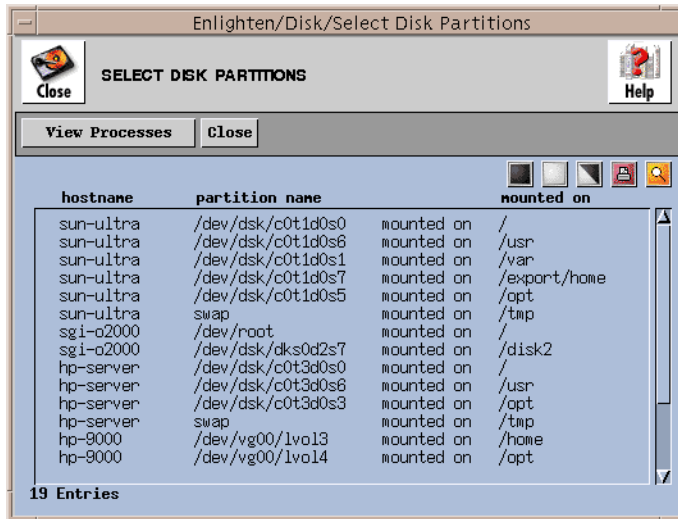 Enlighten/Disk/Select Disk Partitions
Close
SELECT DISK PARTITIONS
Help
View Processes Close
hostname partition name mounted on
sun-ultra /dev/dsk/c0t1d0s0 mounted on /
sun-ultra /dev/dsk/c0t1d0s6 mounted on /usr
sun-ultra /dev/dsk/c0t1d0s1 mounted on /var
sun-ultra /dev/dsk/c0t1d0s7 mounted on /export/home
sun-ultra /dev/dsk/c0t1d0s5 mounted on /opt
sun-ultra swap mounted on /tmp
sgi-o2000 /dev/root mounted on /
sgi-o2000 /dev/dsk/dks0d2s7 mounted on /disk2
hp-server /dev/dsk/c0t3d0s0 mounted on /
hp-server /dev/dsk/c0t3d0s6 mounted on /usr
hp-server /dev/dsk/c0t3d0s3 mounted on /opt
hp-server swap mounted on /tmp
hp-9000 /dev/vg00/lvol3 mounted on /home
hp-9000 /dev/vg00/lvol4 mounted on /opt
19 Entries